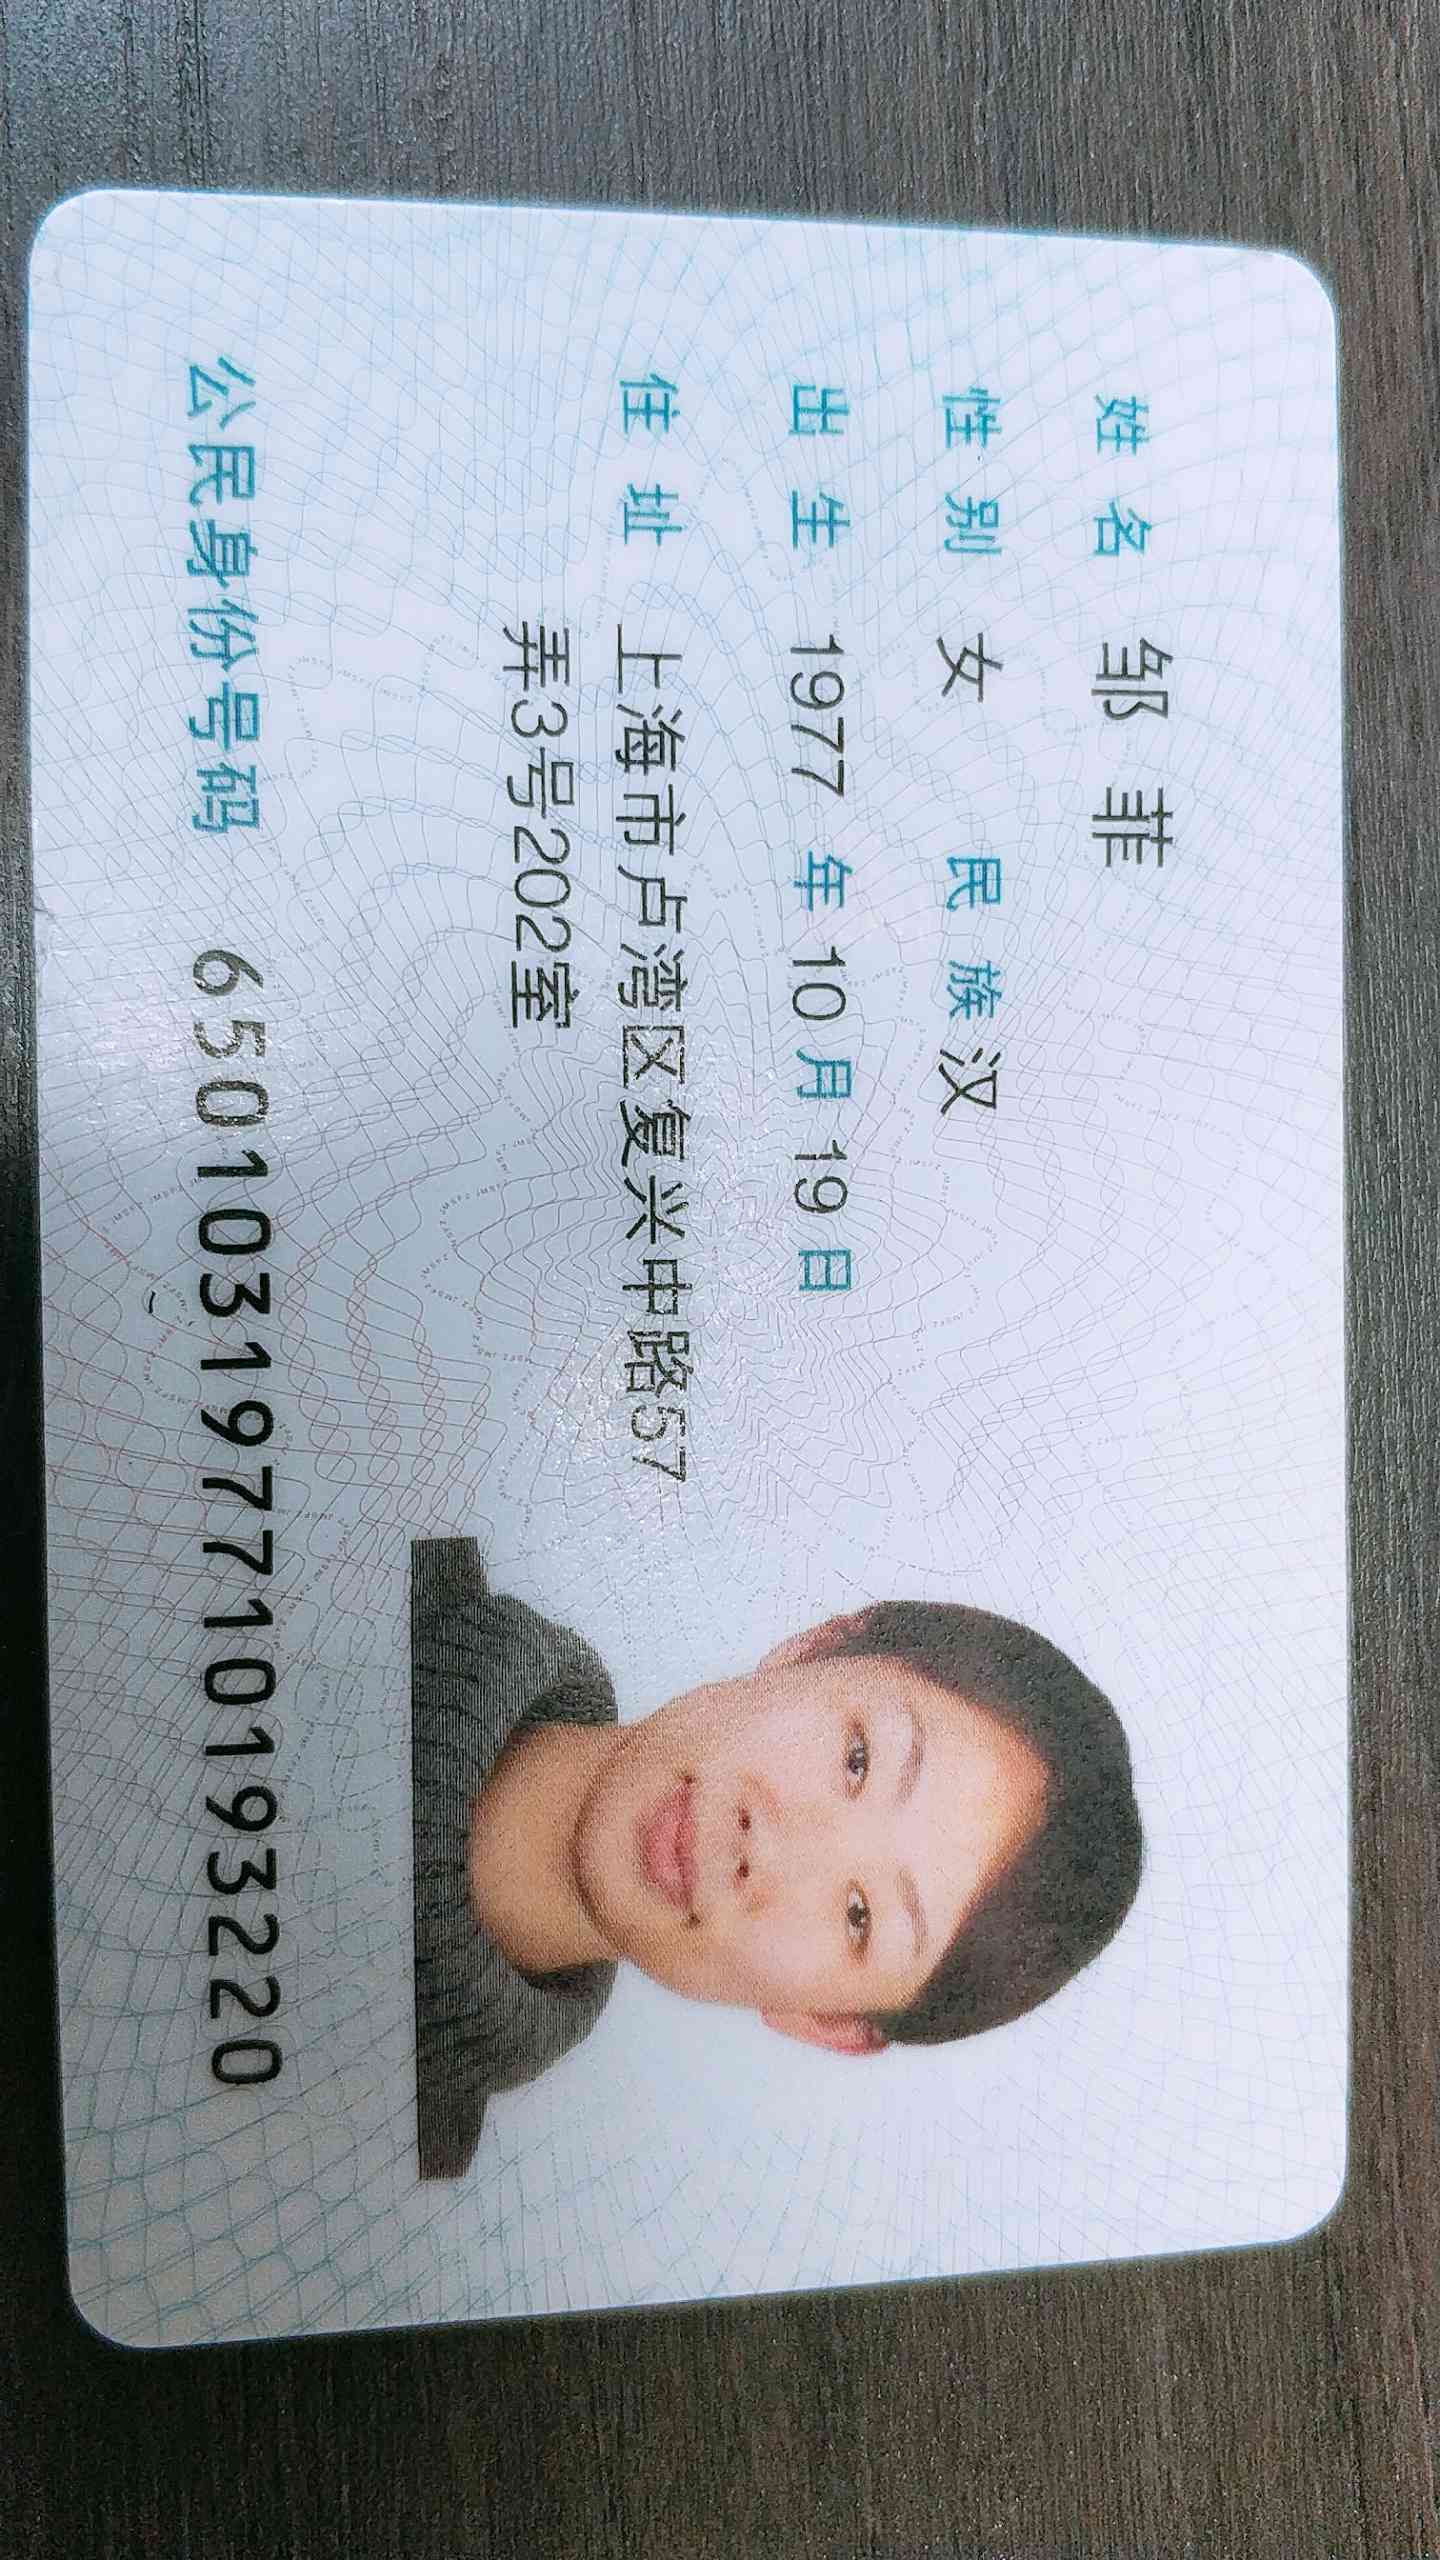 姓名 邹菲
性别 女 民族 汉
出生 1977 年 10 月 19 日
住址 上海市卢湾区复兴中路57
弄3号202室
公民身份号码 650103197710193220